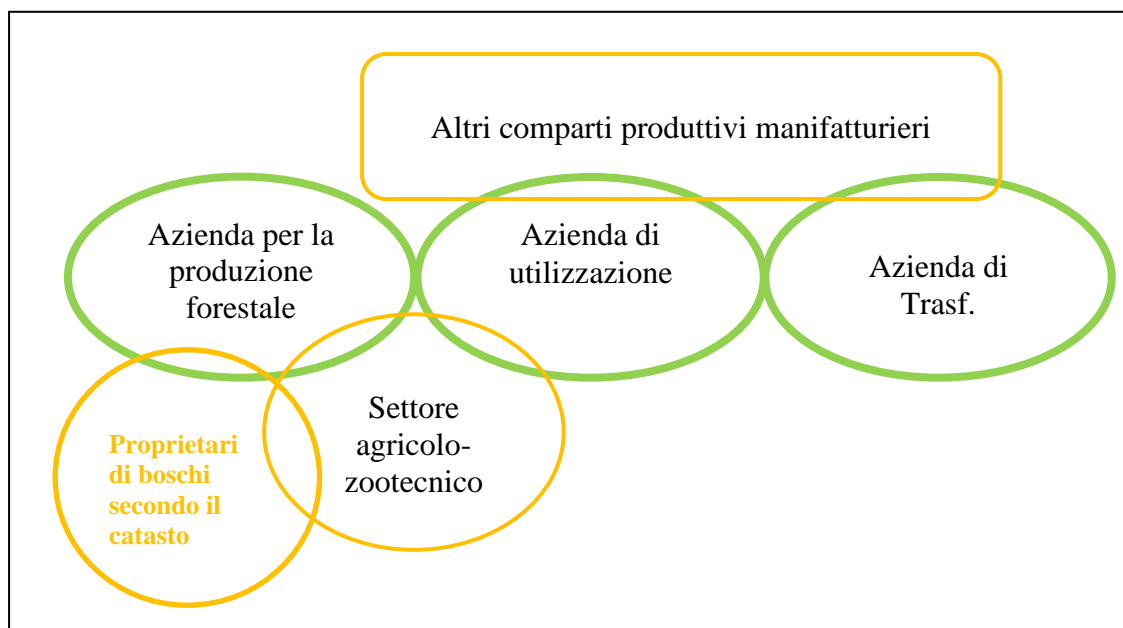 Altri comparti produttivi manifatturieri
Azienda per la
produzione
forestale
Azienda di
utilizzazione
Azienda di
Trasf.
Settore
agricolo-
zootecnico
Proprietari
di boschi
secondo il
catasto